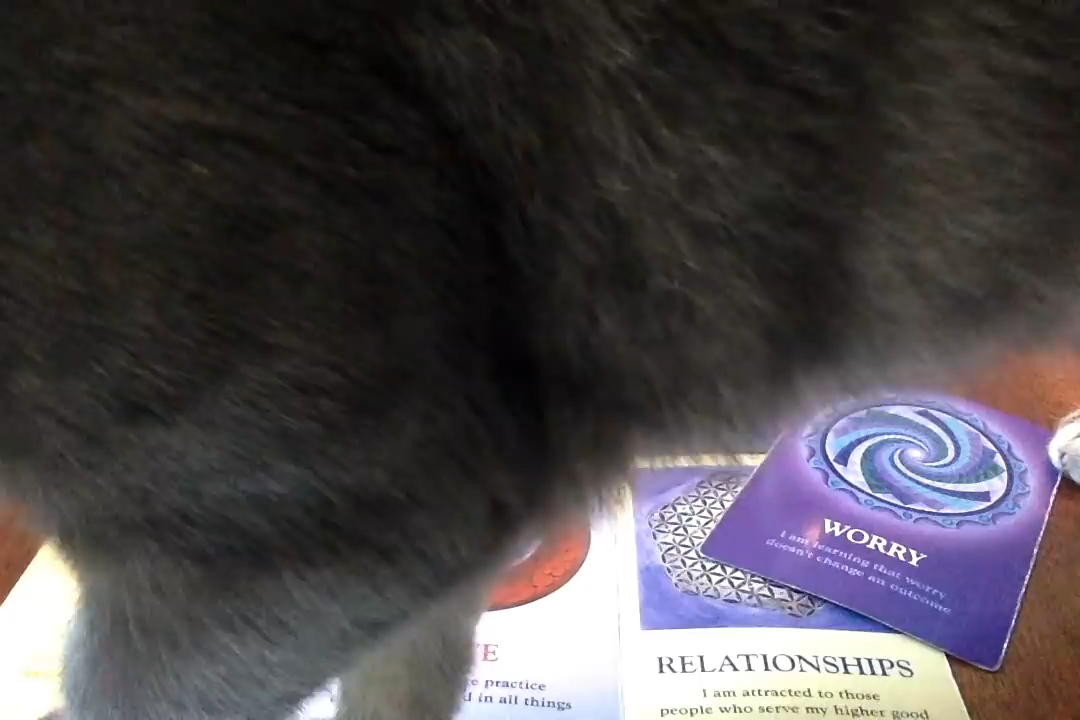 WORRY
I am learning that worry
doesn't change an outcome
VE
e practice
d in all things
RELATIONSHIPS
I am attracted to those
people who serve my higher good